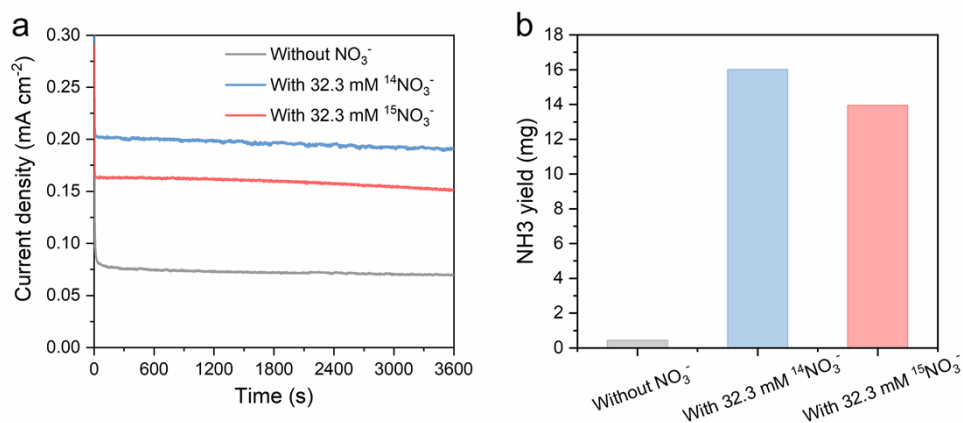 a
Current density (mA cm⁻²)
0.30
0.25
0.20
0.15
0.10
0.05
0.00
Without NO₃⁻
With 32.3 mM ¹⁴NO₃⁻
With 32.3 mM ¹⁵NO₃⁻
0 600 1200 1800 2400 3000 3600
Time (s)
b
NH3 yield (mg)
18
16
14
12
10
8
6
4
2
0
Without NO₃⁻
With 32.3 mM ¹⁴NO₃⁻
With 32.3 mM ¹⁵NO₃⁻